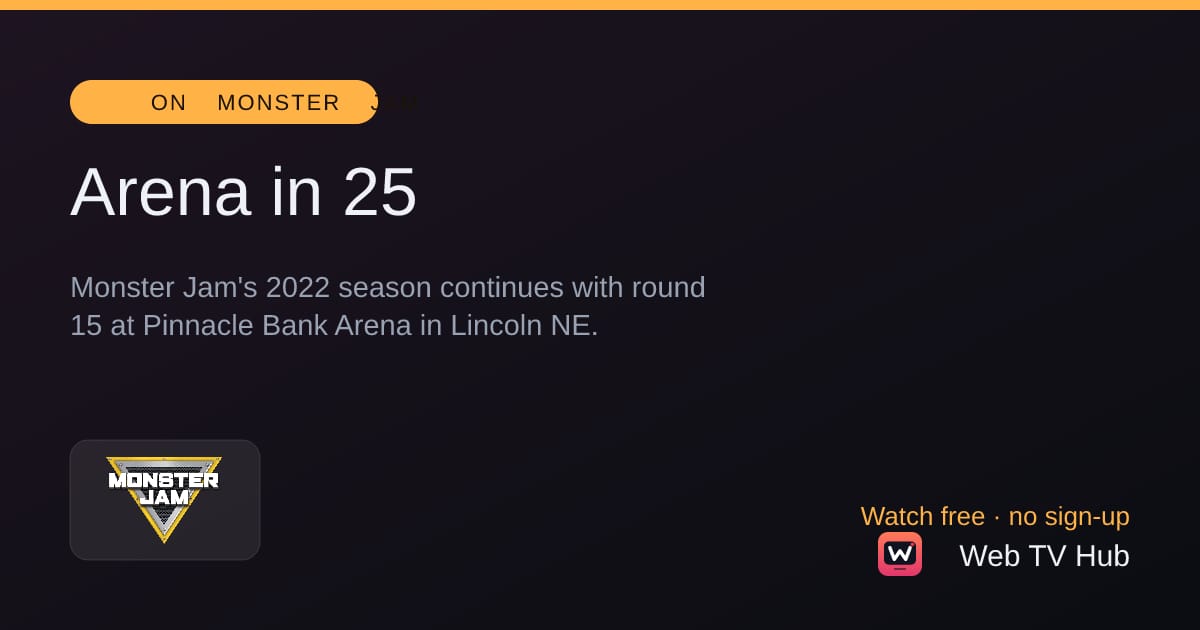 ON MONSTER
Arena in 25
Monster Jam's 2022 season continues with round
15 at Pinnacle Bank Arena in Lincoln NE.
MONSTER
JAM
Watch free · no sign-up
W
Web TV Hub